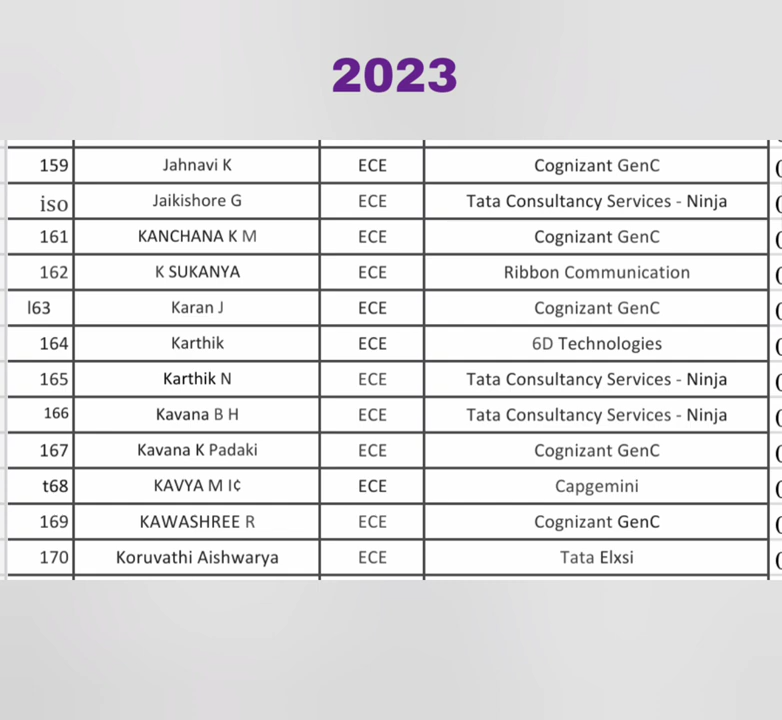 2023
159 Jahnavi K ECE Cognizant GenC
iso Jaikishore G ECE Tata Consultancy Services - Ninja
161 KANCHANA K M ECE Cognizant GenC
162 K SUKANYA ECE Ribbon Communication
l63 Karan J ECE Cognizant GenC
164 Karthik ECE 6D Technologies
165 Karthik N ECE Tata Consultancy Services - Ninja
166 Kavana B H ECE Tata Consultancy Services - Ninja
167 Kavana K Padaki ECE Cognizant GenC
t68 KAVYA M I¢ ECE Capgemini
169 KAWASHREE R ECE Cognizant GenC
170 Koruvathi Aishwarya ECE Tata Elxsi